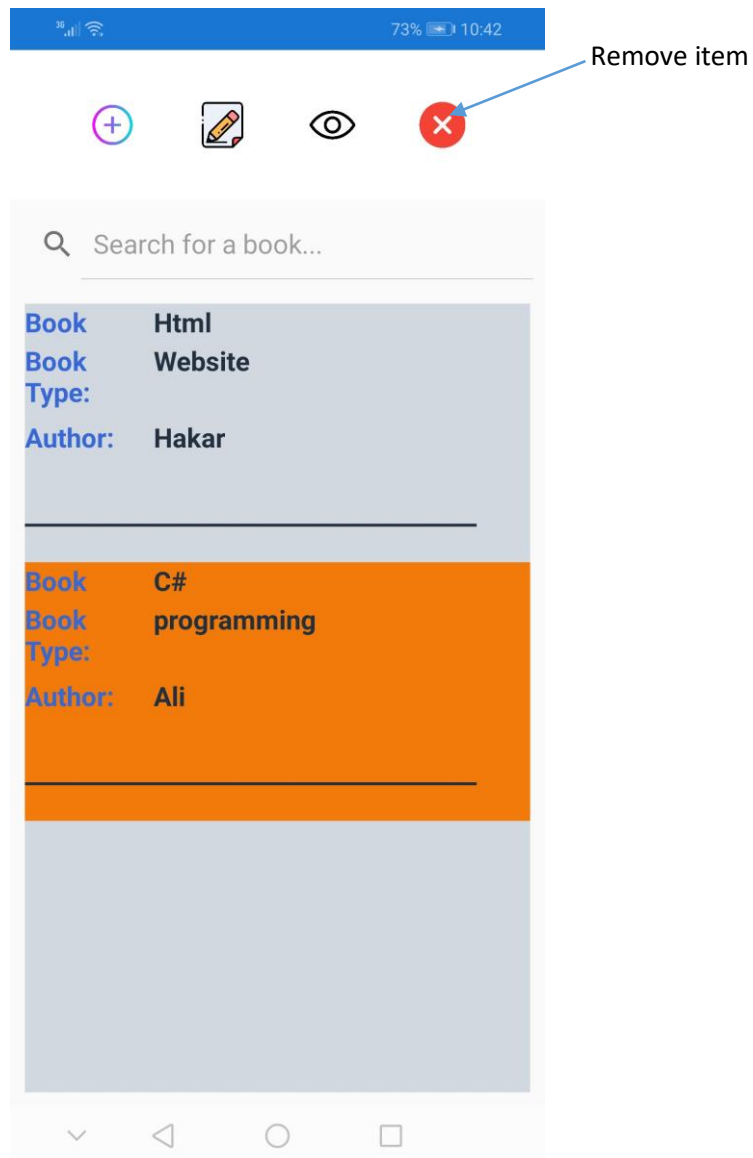 3G 73% 10:42
Remove item
Search for a book...
Book Html
Book Website
Type:
Author: Hakar
Book C#
Book programming
Type:
Author: Ali